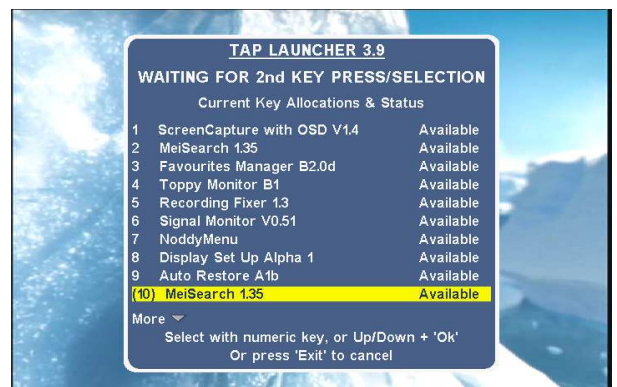 TAP LAUNCHER 3.9
WAITING FOR 2nd KEY PRESS/SELECTION
Current Key Allocations & Status
1 ScreenCapture with OSD V1.4 Available
2 MeiSearch 1.35 Available
3 Favourites Manager B2.0d Available
4 Toppy Monitor B1 Available
5 Recording Fixer 1.3 Available
6 Signal Monitor V0.51 Available
7 NoddyMenu Available
8 Display Set Up Alpha 1 Available
9 Auto Restore A1b Available
(10) MeiSearch 1.35 Available
More
Select with numeric key, or Up/Down + 'Ok'
Or press 'Exit' to cancel